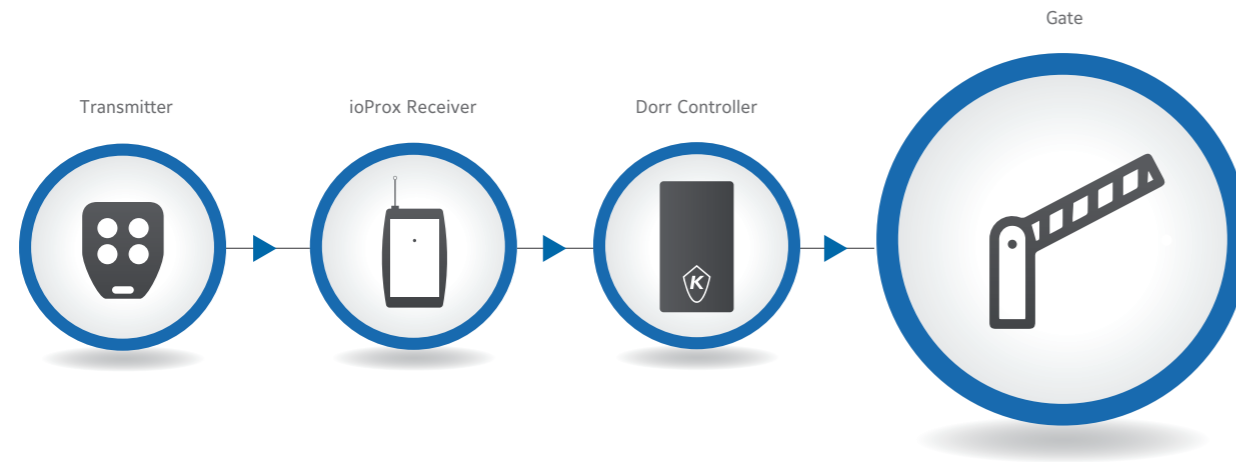 Gate
Transmitter
ioProx Receiver
Dorr Controller
K